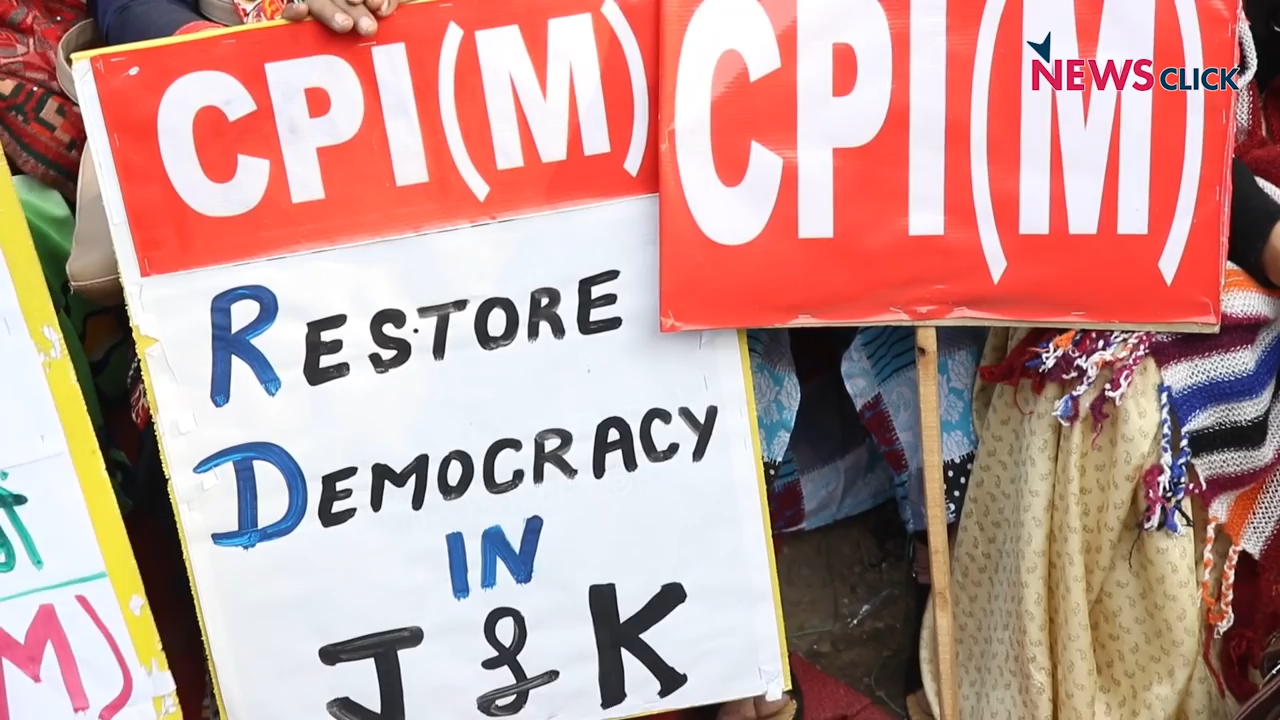 CPI(M)
RESTORE
DEMOCRACY
IN
J & K
CPI(M)
NEWSCLICK
M)